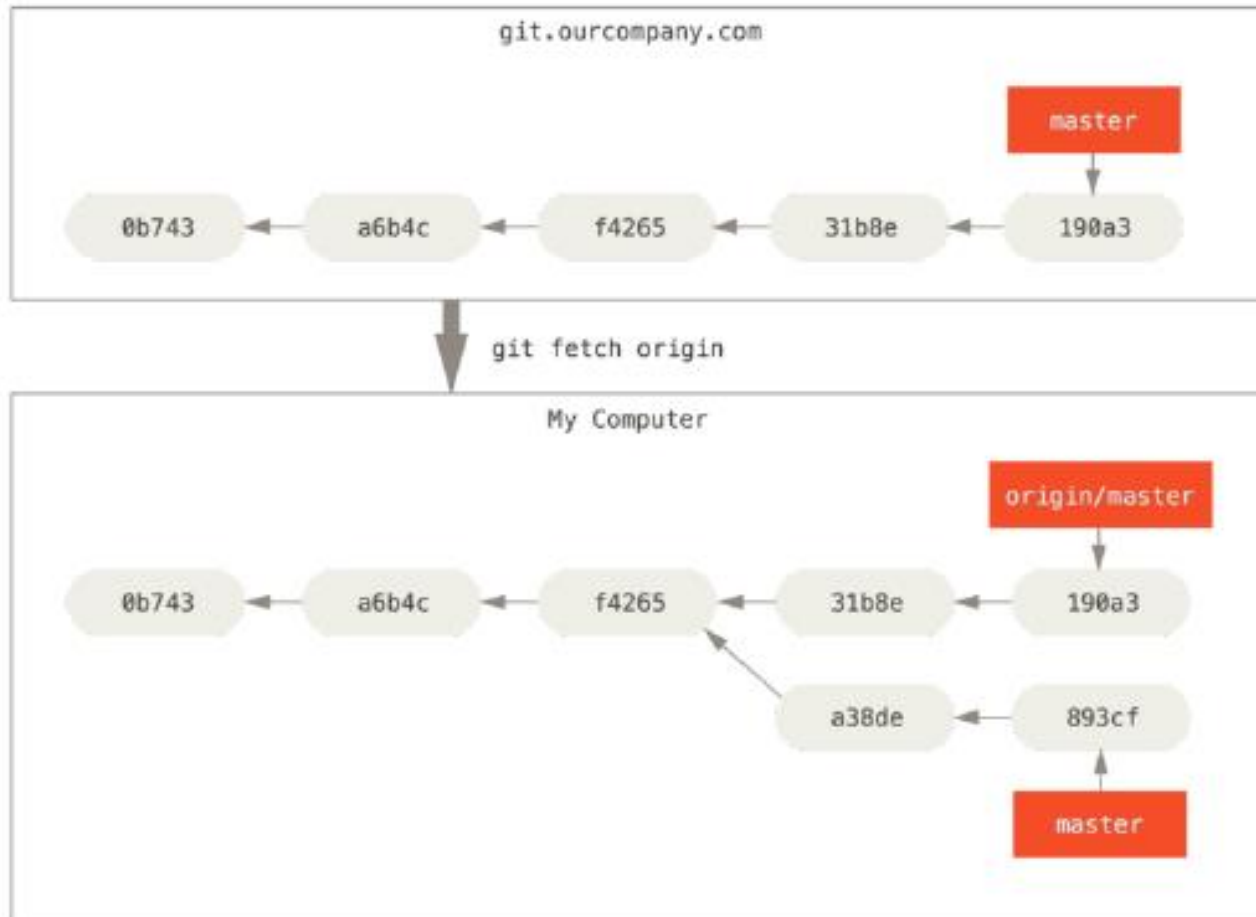 git.ourcompany.com
master
0b743 a6b4c f4265 31b8e 190a3
git fetch origin
My Computer
origin/master
0b743 a6b4c f4265 31b8e 190a3
a38de 893cf
master